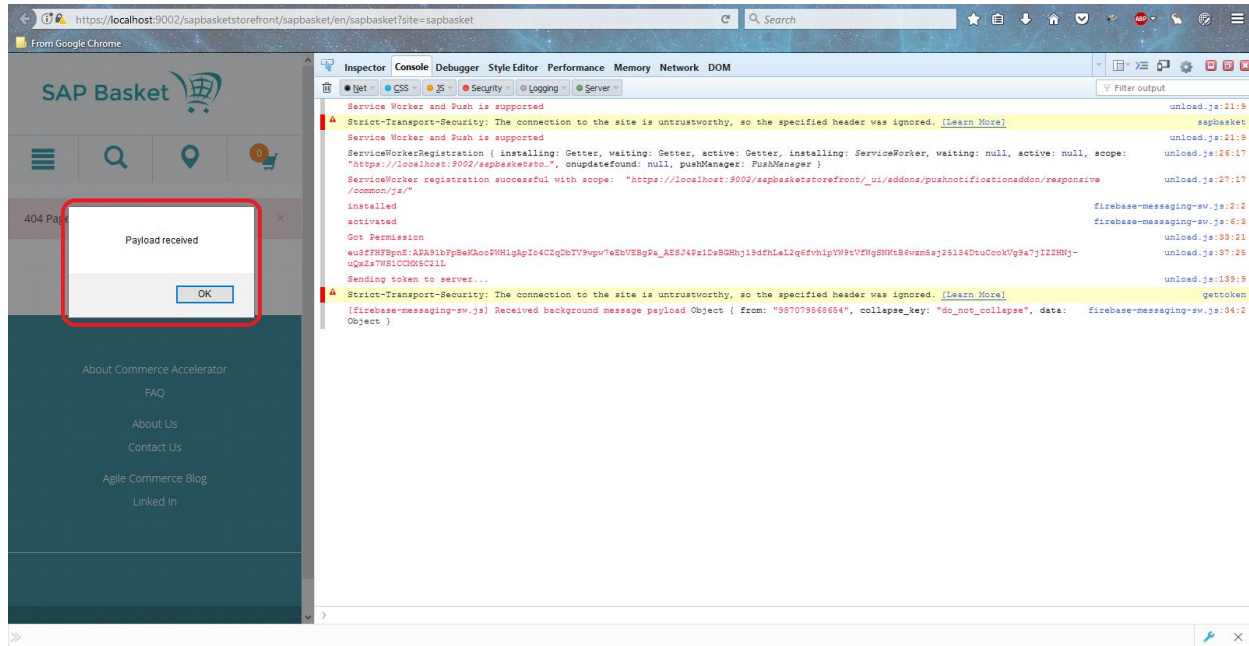 https://localhost:9002/sapbasketstorefront/sapbasket/en/sapbasket?site=sapbasket
Search
ABP
From Google Chrome
Inspector Console Debugger Style Editor Performance Memory Network DOM
Net CSS JS Security Logging Server
Filter output
Service Worker and Push is supported unload.js:21:9
Strict-Transport-Security: The connection to the site is untrustworthy, so the specified header was ignored. [Learn More] sapbasket
Service Worker and Push is supported unload.js:21:9
ServiceWorkerRegistration { installing: Getter, waiting: Getter, active: Getter, installing: ServiceWorker, waiting: null, active: null, scope: unload.js:26:17
"https://localhost:9002/sapbasketsto…", onupdatefound: null, pushManager: PushManager }
ServiceWorker registration successful with scope: "https://localhost:9002/sapbasketstorefront/_ui/addons/pushnotificationaddon/responsive unload.js:27:17
/common/js/"
installed firebase-messaging-sw.js:2:2
activated firebase-messaging-sw.js:6:3
Got Permission unload.js:33:21
unload.js:37:25
Sending token to server... unload.js:139:9
Strict-Transport-Security: The connection to the site is untrustworthy, so the specified header was ignored. [Learn More] gettoken
[firebase-messaging-sw.js] Received background message payload Object { from: "987079568654", collapse_key: "do_not_collapse", data: firebase-messaging-sw.js:34:2
Object }
SAP Basket
0
404 Page
Payload received
OK
About Commerce Accelerator
FAQ
About Us
Contact Us
Agile Commerce Blog
Linked In